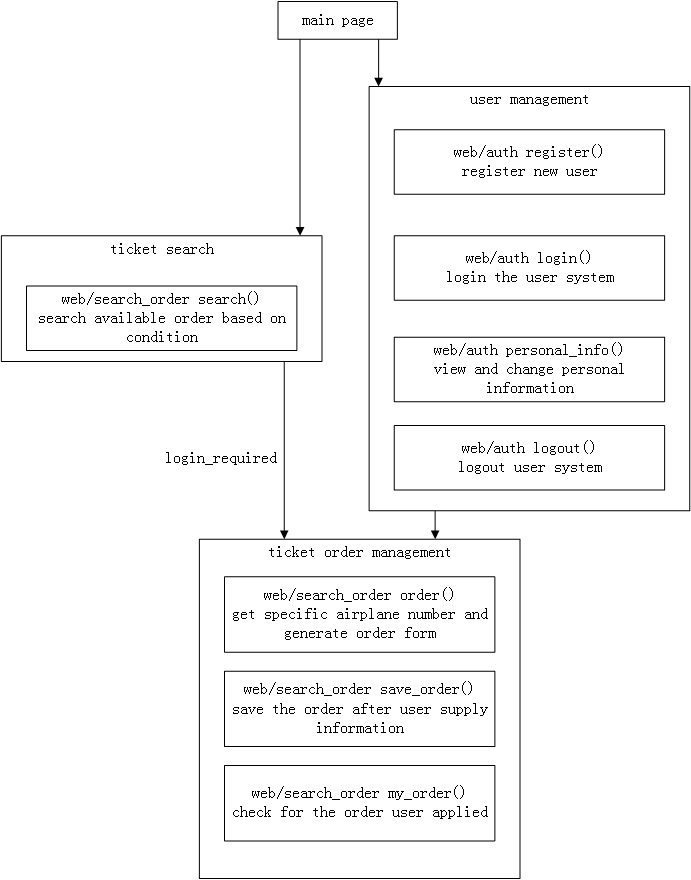 main page
user management
web/auth register()
register new user
web/auth login()
login the user system
web/auth personal_info()
view and change personal
information
web/auth logout()
logout user system
ticket search
web/search_order search()
search available order based on
condition
login_required
ticket order management
web/search_order order()
get specific airplane number and
generate order form
web/search_order save_order()
save the order after user supply
information
web/search_order my_order()
check for the order user applied